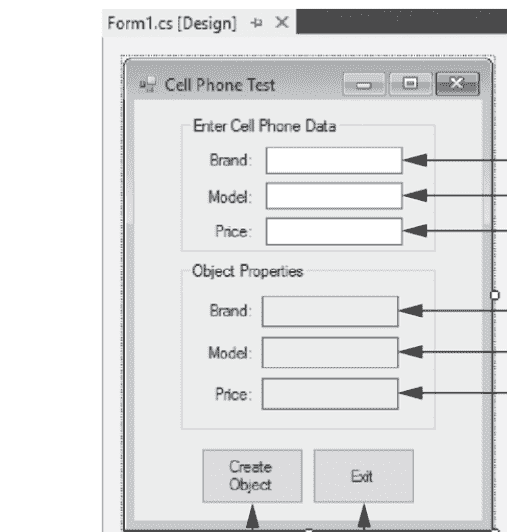 Form1.cs [Design]
Cell Phone Test
Enter Cell Phone Data
Brand:
Model:
Price:
Object Properties
Brand:
Model:
Price:
Create
Object
Exit